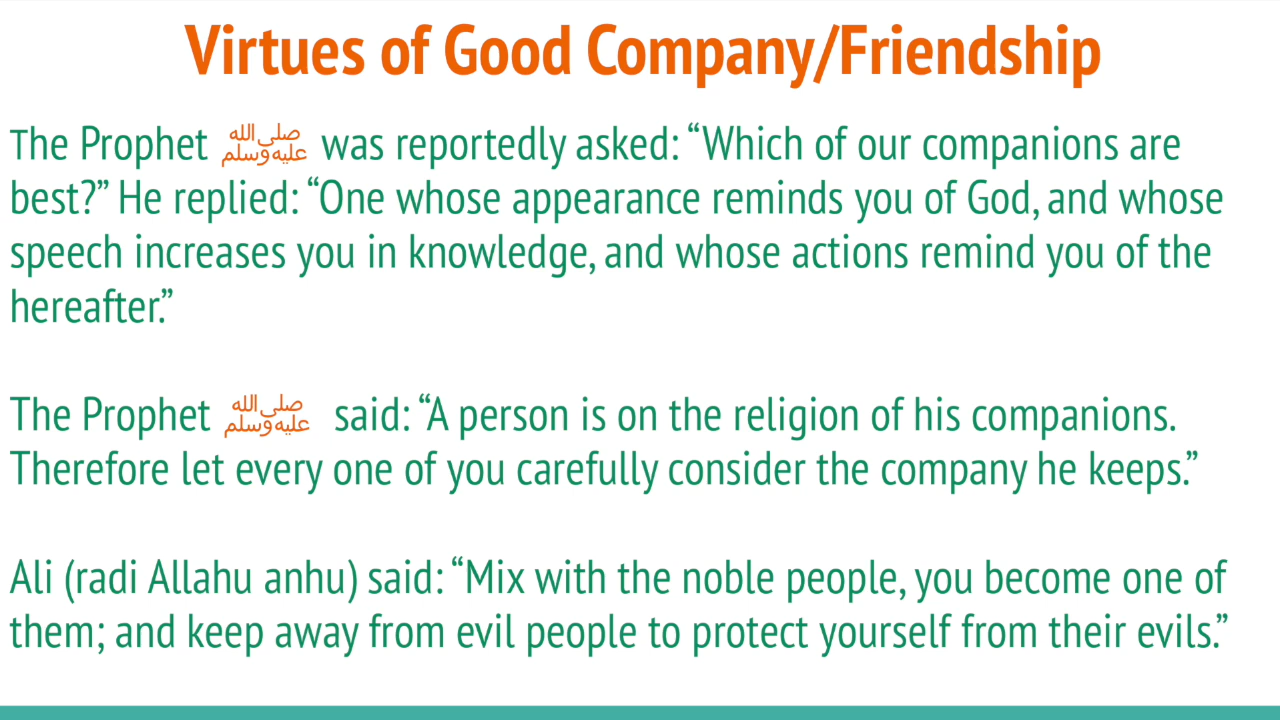 Virtues of Good Company/Friendship
The Prophet صلى الله عليه وسلم was reportedly asked: “Which of our companions are
best?” He replied: “One whose appearance reminds you of God, and whose
speech increases you in knowledge, and whose actions remind you of the
hereafter.”
The Prophet صلى الله عليه وسلم said: “A person is on the religion of his companions.
Therefore let every one of you carefully consider the company he keeps.”
Ali (radi Allahu anhu) said: “Mix with the noble people, you become one of
them; and keep away from evil people to protect yourself from their evils.”